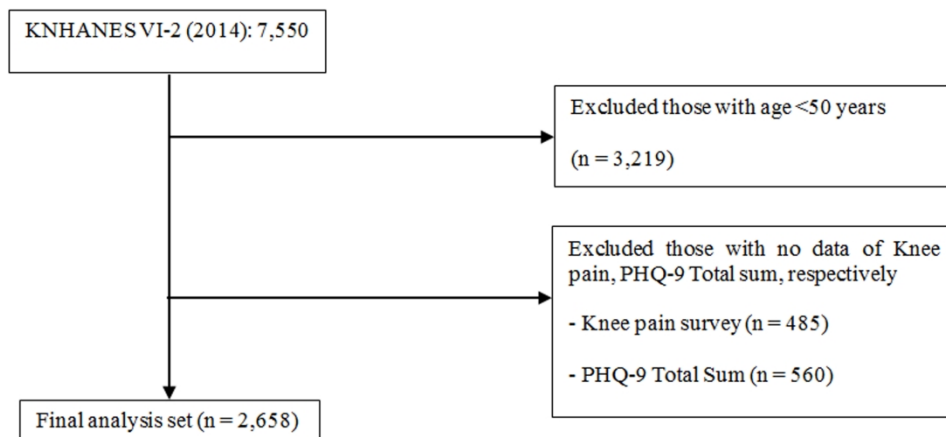 KNHANES VI-2 (2014): 7,550
Excluded those with age <50 years
(n = 3,219)
Excluded those with no data of Knee
pain, PHQ-9 Total sum, respectively
- Knee pain survey (n = 485)
- PHQ-9 Total Sum (n = 560)
Final analysis set (n = 2,658)